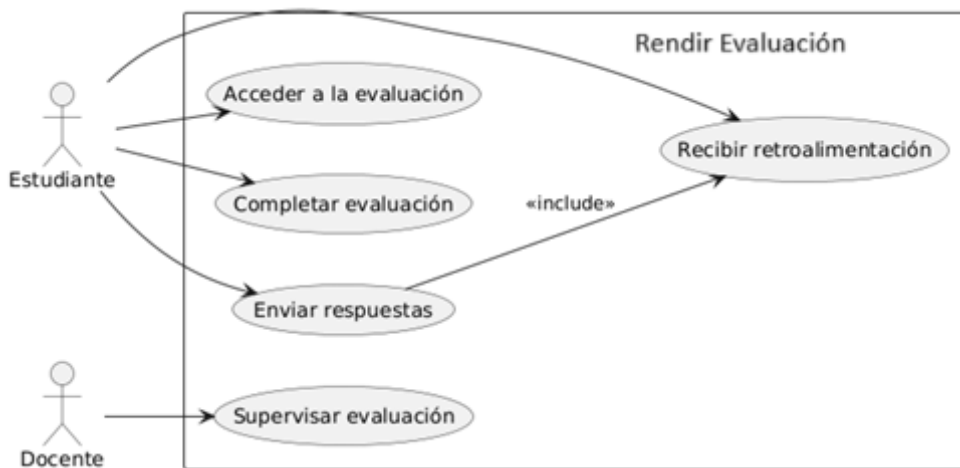 Rendir Evaluación
Acceder a la evaluación
Recibir retroalimentación
Estudiante
Completar evaluación
«include»
Enviar respuestas
Supervisar evaluación
Docente